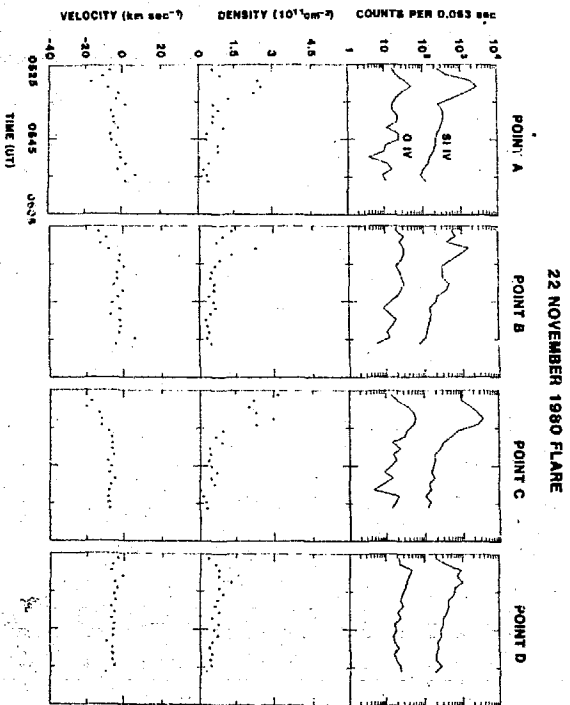 22 NOVEMBER 1980 FLARE
POINT A
POINT B
POINT C
POINT D
COUNTS PER 0.063 sec
10⁴
10³
10²
10
1
Si IV
O IV
DENSITY (10¹¹cm⁻³)
3
1.5
0
VELOCITY (km sec⁻¹)
20
0
-20
-40
0525
0545
TIME (UT)